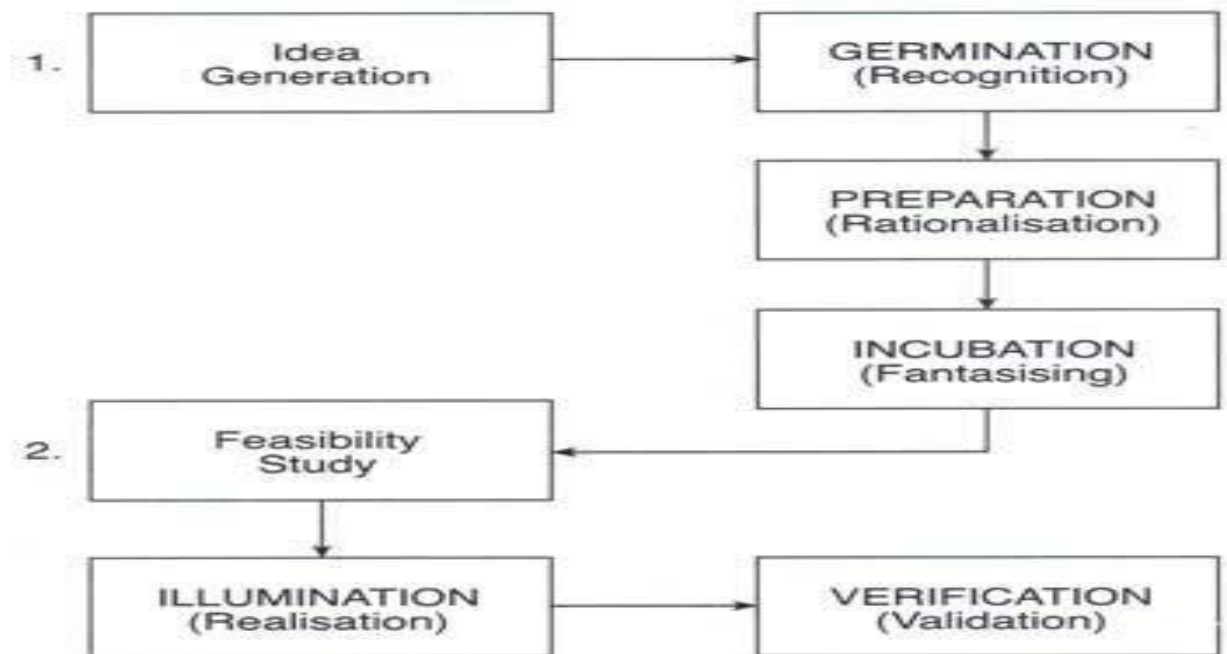 1.
Idea
Generation
GERMINATION
(Recognition)
PREPARATION
(Rationalisation)
INCUBATION
(Fantasising)
2.
Feasibility
Study
ILLUMINATION
(Realisation)
VERIFICATION
(Validation)